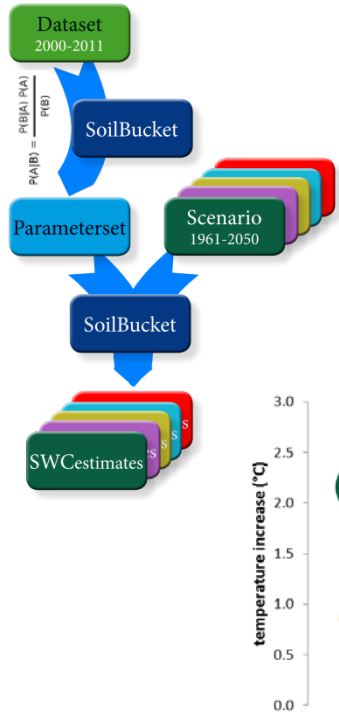 Dataset
2000-2011
P(A|B) = P(B|A) P(A)
P(B)
SoilBucket
Parameterset
Scenario
1961-2050
SoilBucket
s
s
s
es
SWCestimates
3.0
2.5
2.0
1.5
1.0
0.5
0.0
temperature increase (°C)